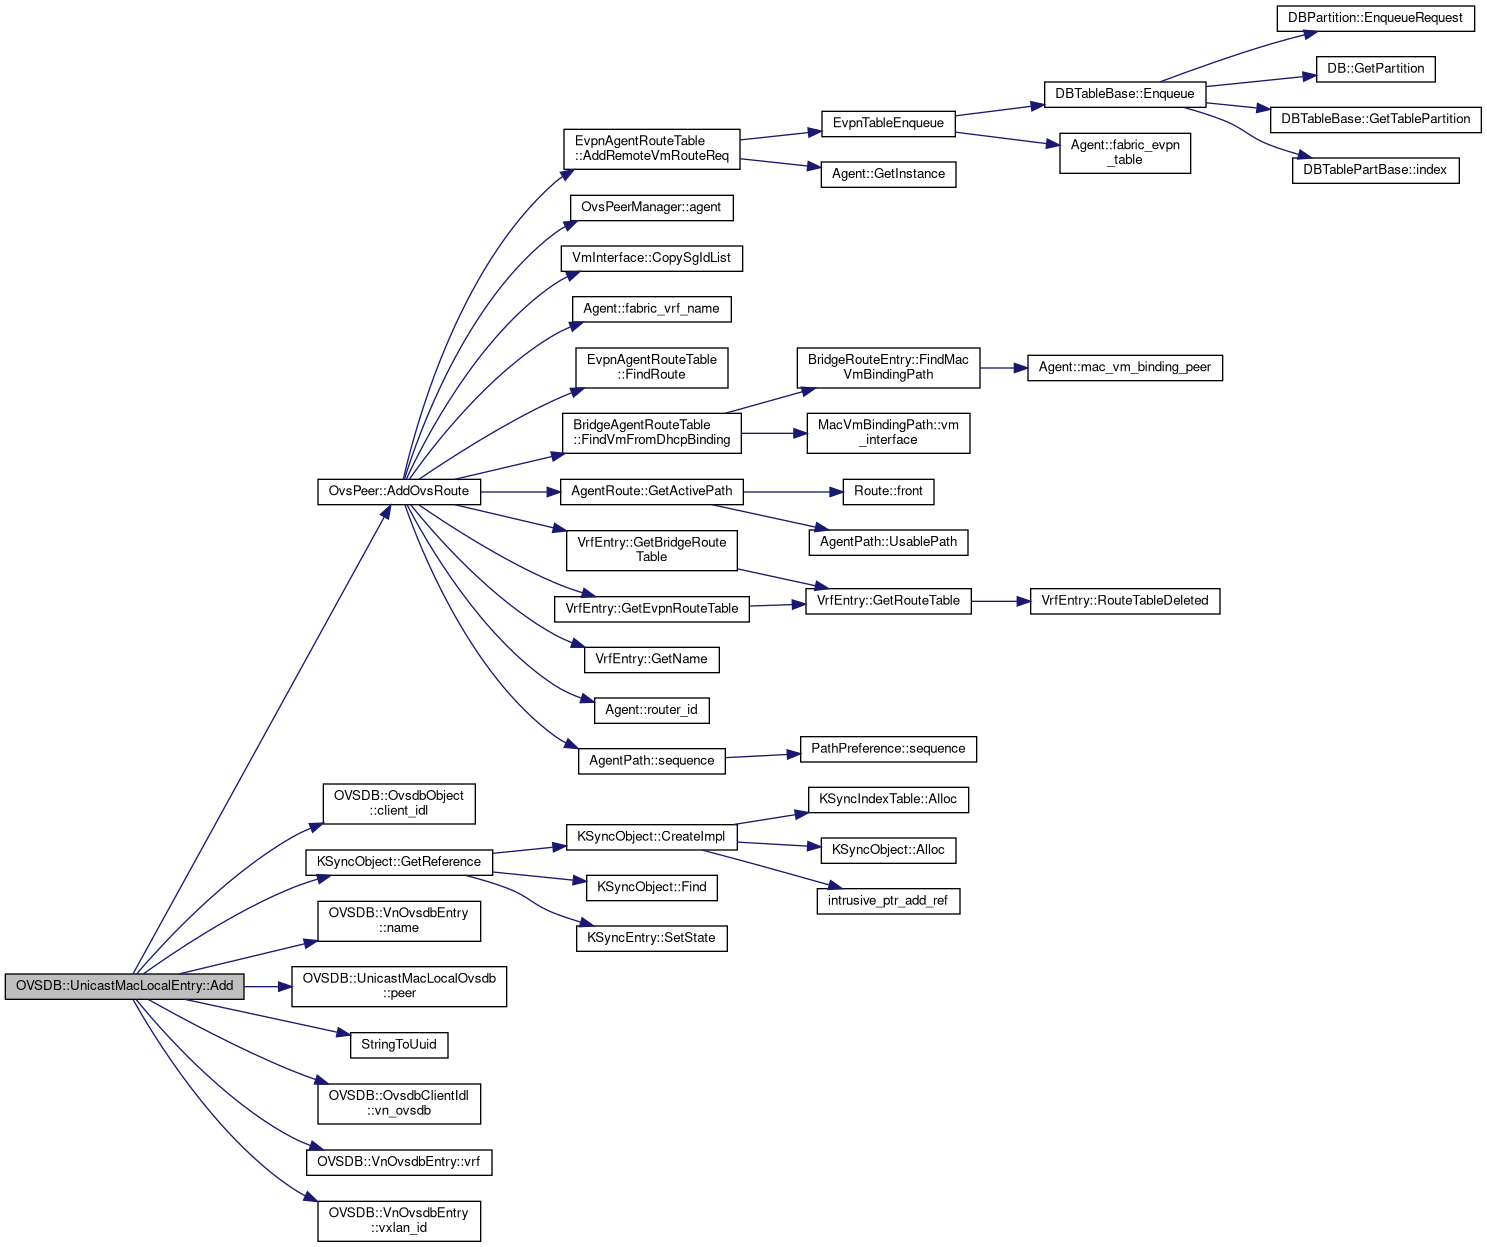 DBPartition::EnqueueRequest
DB::GetPartition
DBTableBase::Enqueue
DBTableBase::GetTablePartition
EvpnTableEnqueue
EvpnAgentRouteTable
::AddRemoteVmRouteReq
Agent::fabric_evpn
_table
DBTablePartBase::index
Agent::GetInstance
OvsPeerManager::agent
VmInterface::CopySgIdList
Agent::fabric_vrf_name
EvpnAgentRouteTable
::FindRoute
BridgeRouteEntry::FindMac
VmBindingPath
Agent::mac_vm_binding_peer
BridgeAgentRouteTable
::FindVmFromDhcpBinding
MacVmBindingPath::vm
_interface
OvsPeer::AddOvsRoute
AgentRoute::GetActivePath
Route::front
AgentPath::UsablePath
VrfEntry::GetBridgeRoute
Table
VrfEntry::GetEvpnRouteTable
VrfEntry::GetRouteTable
VrfEntry::RouteTableDeleted
VrfEntry::GetName
Agent::router_id
AgentPath::sequence
PathPreference::sequence
OVSDB::OvsdbObject
::client_idl
KSyncIndexTable::Alloc
KSyncObject::CreateImpl
KSyncObject::Alloc
KSyncObject::GetReference
KSyncObject::Find
intrusive_ptr_add_ref
OVSDB::VnOvsdbEntry
::name
KSyncEntry::SetState
OVSDB::UnicastMacLocalEntry::Add
OVSDB::UnicastMacLocalOvsdb
::peer
StringToUuid
OVSDB::OvsdbClientIdl
::vn_ovsdb
OVSDB::VnOvsdbEntry::vrf
OVSDB::VnOvsdbEntry
::vxlan_id